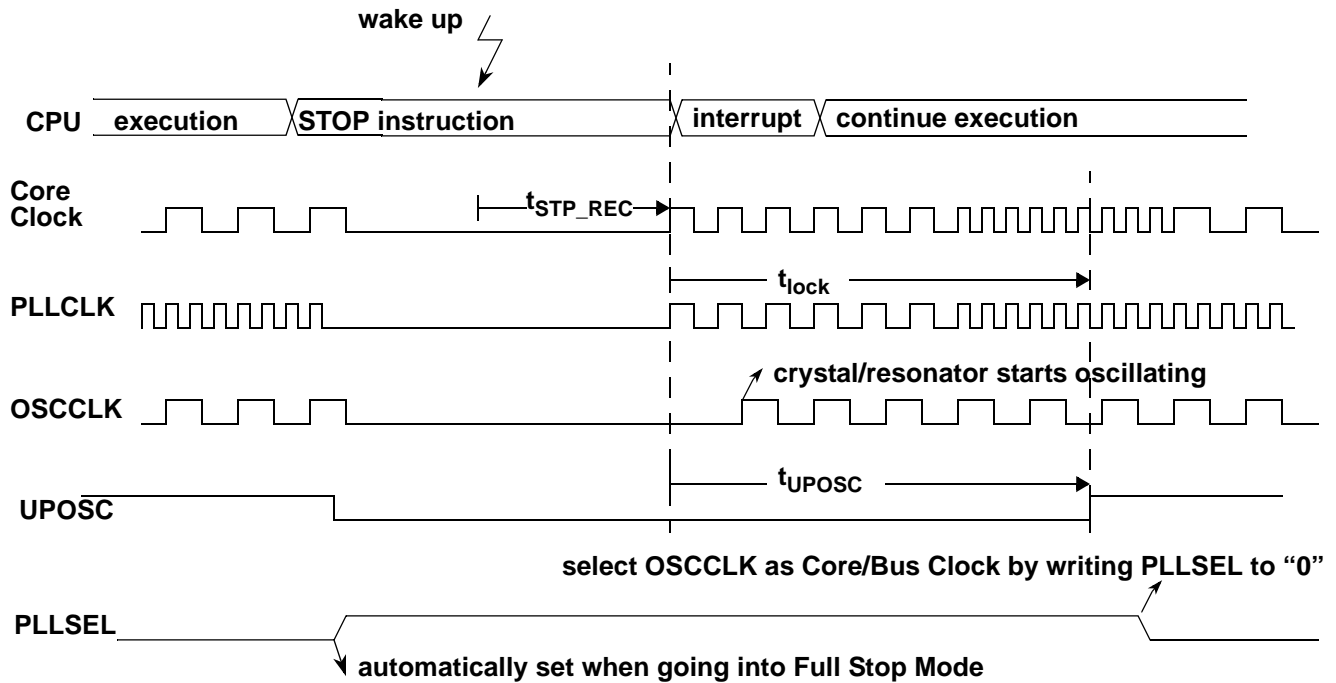 wake up
CPU
execution
STOP instruction
interrupt
continue execution
Core
Clock
tSTP_REC
tlock
PLLCLK
crystal/resonator starts oscillating
OSCCLK
tUPOSC
UPOSC
select OSCCLK as Core/Bus Clock by writing PLLSEL to “0”
PLLSEL
automatically set when going into Full Stop Mode